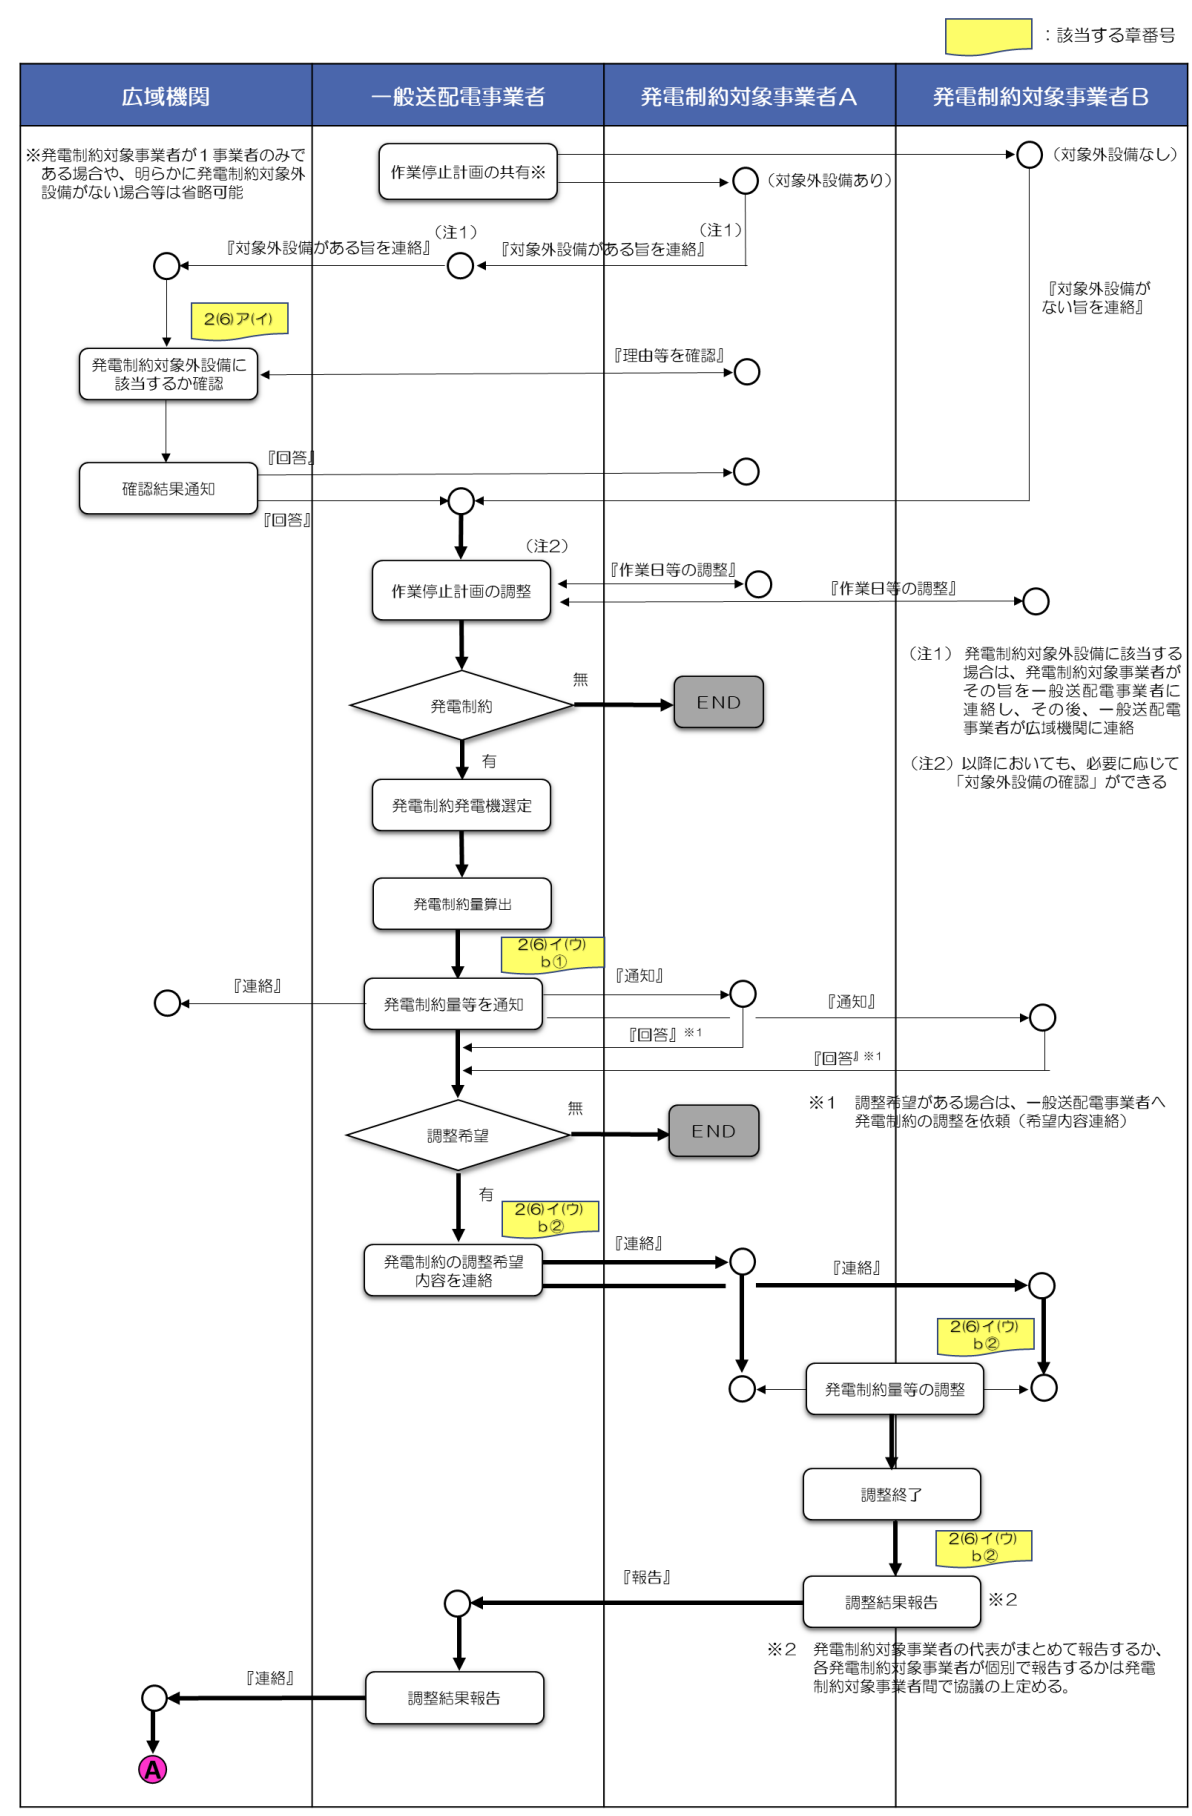 ：該当する章番号
広域機関
一般送配電事業者
発電制約対象事業者A
発電制約対象事業者B
※発電制約対象事業者が１事業者のみで
ある場合や、明らかに発電制約対象外
設備がない場合等は省略可能
作業停止計画の共有※
（対象外設備なし）
（対象外設備あり）
（注1）
（注1）
『対象外設備がある旨を連絡』
『対象外設備がある旨を連絡』
『対象外設備が
ない旨を連絡』
2(6)ア(イ)
発電制約対象外設備に
該当するか確認
『理由等を確認』
『回答』
確認結果通知
『回答』
（注2）
作業停止計画の調整
『作業日等の調整』
『作業日等の調整』
（注1） 発電制約対象外設備に該当する
場合は、発電制約対象事業者が
その旨を一般送配電事業者に
連絡し、その後、一般送配電
事業者が広域機関に連絡
（注2）以降においても、必要に応じて
「対象外設備の確認」ができる
発電制約
無
END
有
発電制約発電機選定
発電制約量算出
2(6)イ(ウ)
b①
『連絡』
発電制約量等を通知
『通知』
『通知』
『回答』※1
『回答』※1
※1　調整希望がある場合は、一般送配電事業者へ
発電制約の調整を依頼（希望内容連絡）
調整希望
無
END
有
2(6)イ(ウ)
b②
発電制約の調整希望
内容を連絡
『連絡』
『連絡』
2(6)イ(ウ)
b②
発電制約量等の調整
調整終了
2(6)イ(ウ)
b②
『報告』
調整結果報告
※2
※2　発電制約対象事業者の代表がまとめて報告するか、
各発電制約対象事業者が個別で報告するかは発電
制約対象事業者間で協議の上定める。
『連絡』
調整結果報告
A